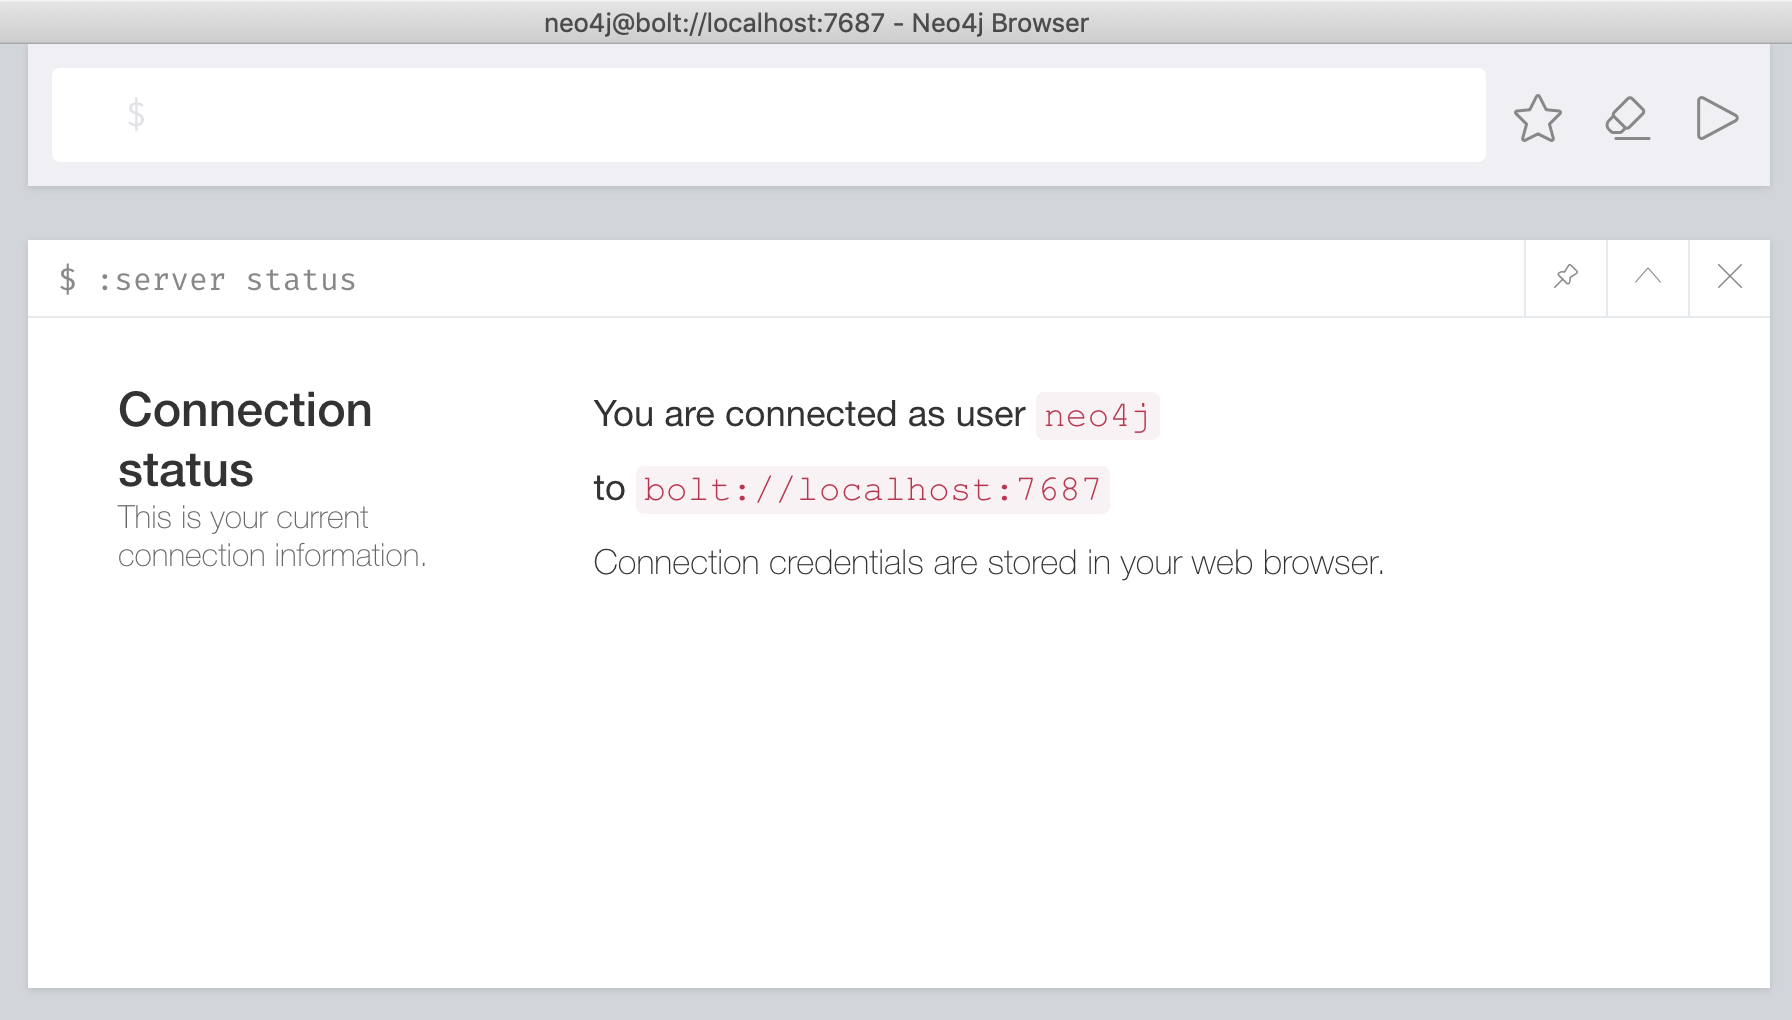 neo4j@bolt://localhost:7687 - Neo4j Browser
$
$ :server status
Connection
status
This is your current
connection information.
You are connected as user neo4j
to bolt://localhost:7687
Connection credentials are stored in your web browser.